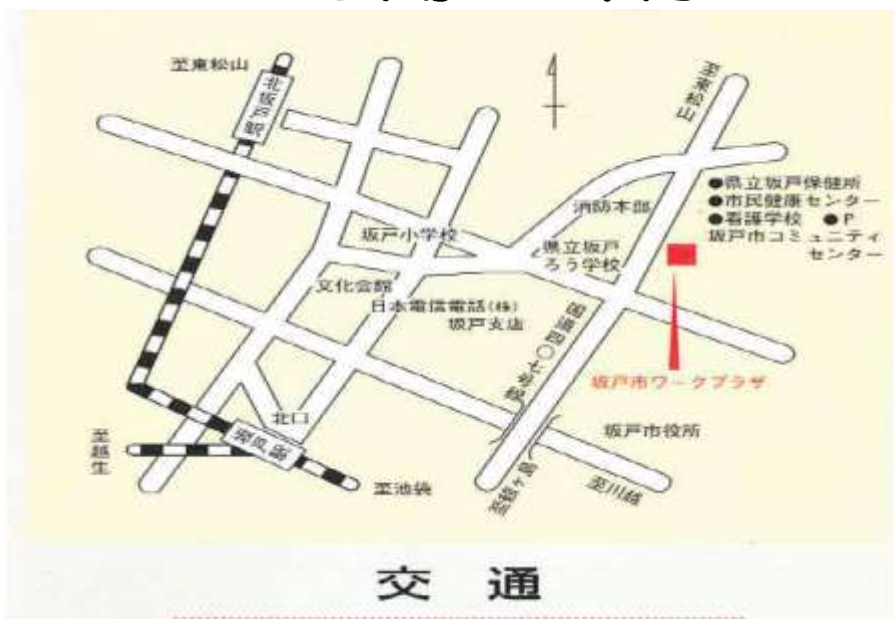 至東松山
北坂戸駅
至東松山
●県立坂戸保健所
●市民健康センター
●看護学校 ●P
坂戸市コミュニティ
センター
消防本部
坂戸小学校
県立坂戸
ろう学校
文化会館
日本電信電話(株)
坂戸支店
国道四〇七号線
坂戸市ワークプラザ
北口
坂戸駅
坂戸市役所
至越生
至池袋
至鶴ヶ島
至川越
交通